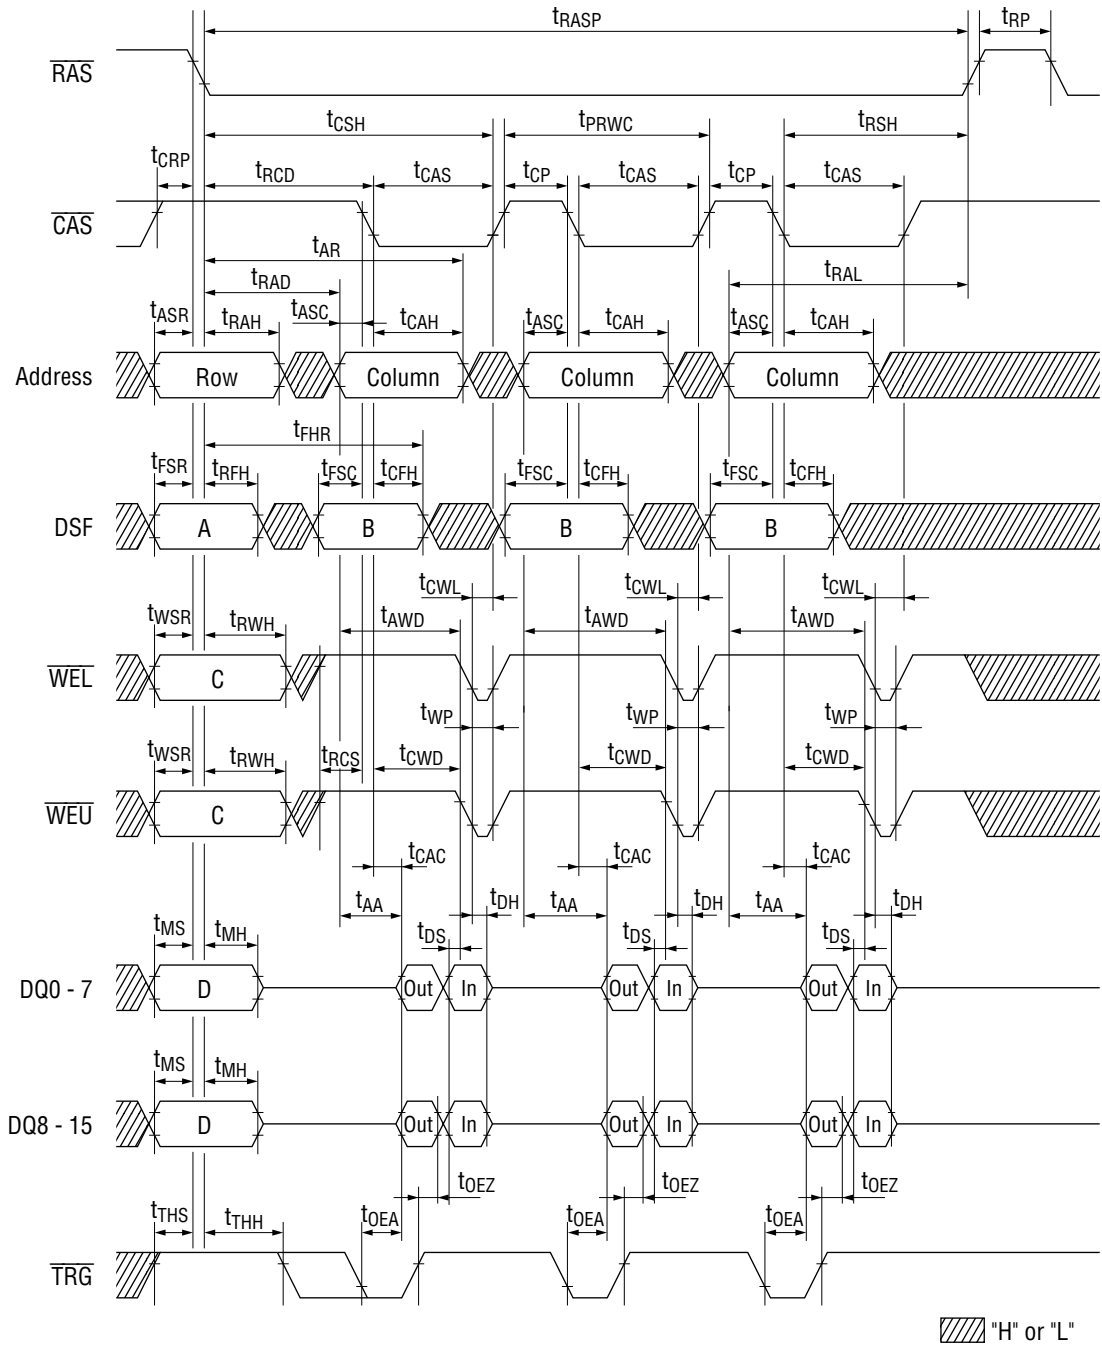 tRASP tRP
RAS
tCSH tPRWC tRSH
tCRP tRCD tCAS tCP tCAS tCP tCAS
CAS
tAR
tRAD tRAL
tASR tRAH tASC tCAH tASC tCAH tASC tCAH
Address Row Column Column Column
tFHR
tFSR tRFH tFSC tCFH tFSC tCFH tFSC tCFH
DSF A B B B
tCWL tCWL tCWL
tWSR tRWH tAWD tAWD tAWD
WEL C
tWP tWP tWP
tWSR tRWH tRCS tCWD tCWD tCWD
WEU C
tCAC tCAC tCAC
tAA tDH tAA tDH tAA tDH
tMS tMH tDS tDS tDS
DQ0 - 7 D Out In Out In Out In
tMS tMH
DQ8 - 15 D Out In Out In Out In
tOEZ tOEZ tOEZ
tTHS tTHH tOEA tOEA tOEA
TRG
"H" or "L"